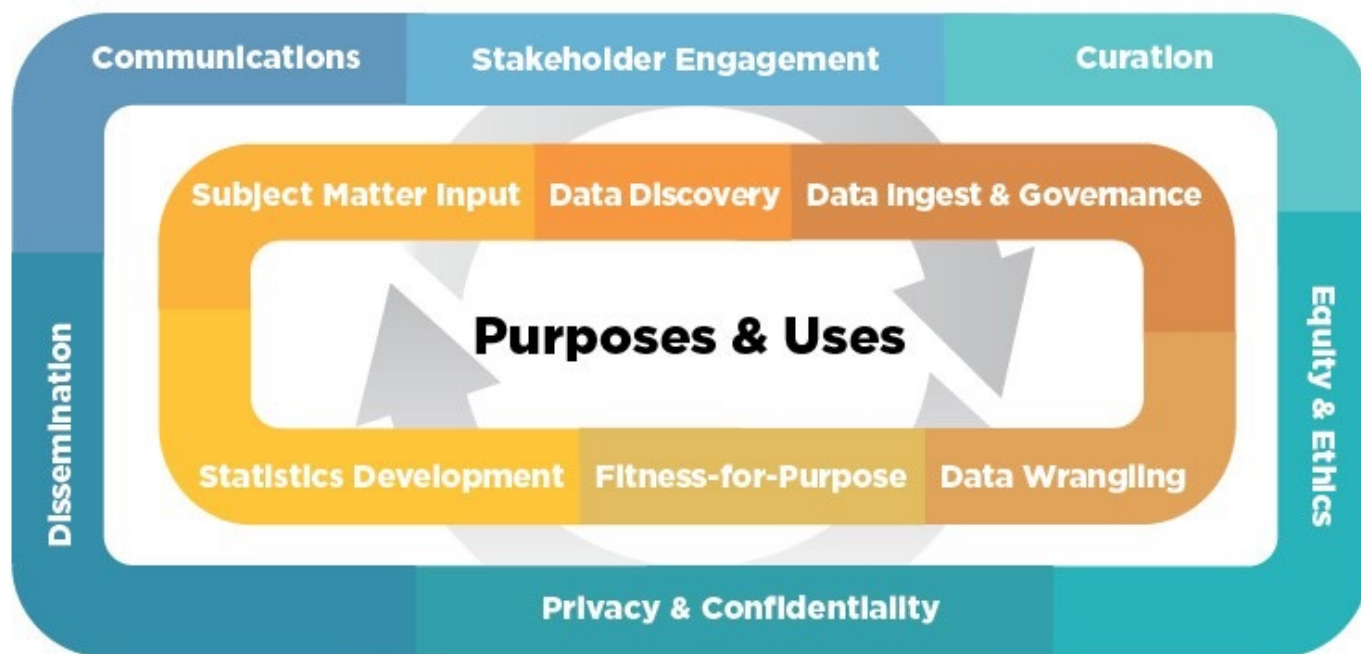 Communications
Stakeholder Engagement
Curation
Subject Matter Input
Data Discovery
Data Ingest & Governance
Purposes & Uses
Dissemination
Equity & Ethics
Statistics Development
Fitness-for-Purpose
Data Wrangling
Privacy & Confidentiality